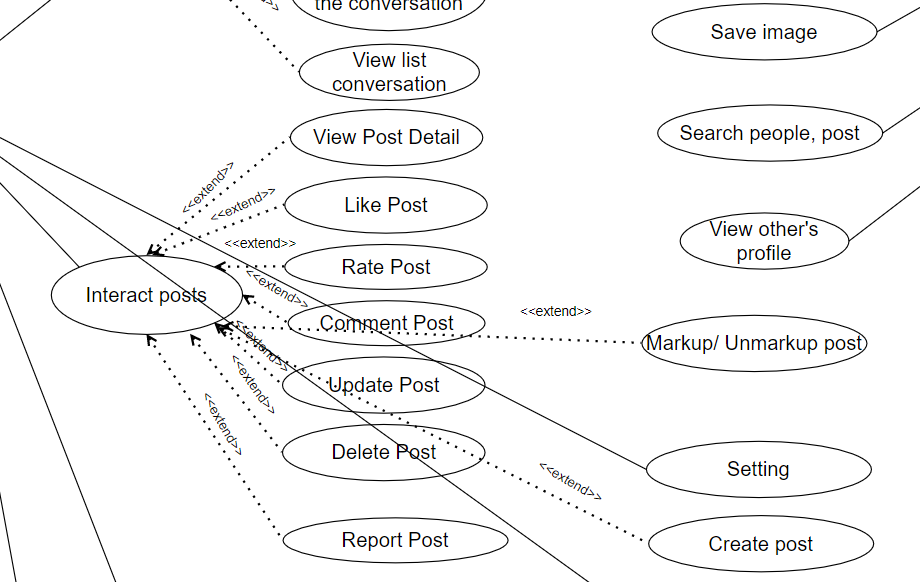 the conversation
Save image
View list
conversation
View Post Detail
Search people, post
<<extend>>
<<extend>>
Like Post
<<extend>>
View other's
profile
Rate Post
<<extend>>
Interact posts
Comment Post
<<extend>>
Markup/ Unmarkup post
<<extend>>
Update Post
<<extend>>
<<extend>>
Delete Post
Setting
<<extend>>
Report Post
Create post